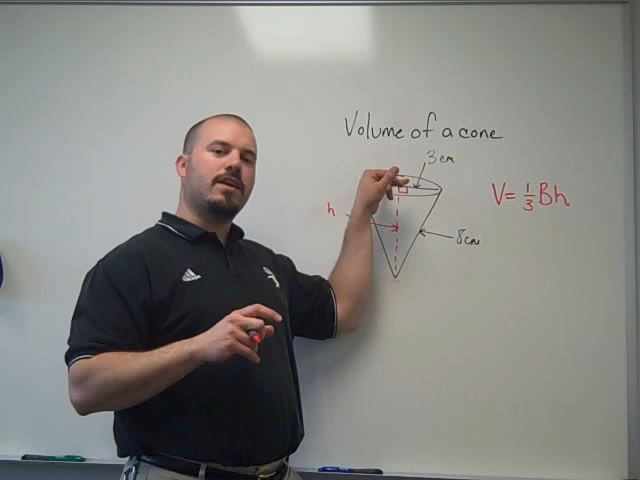 Volume of a cone
3cm
V= 1/3 Bh
h
8cm